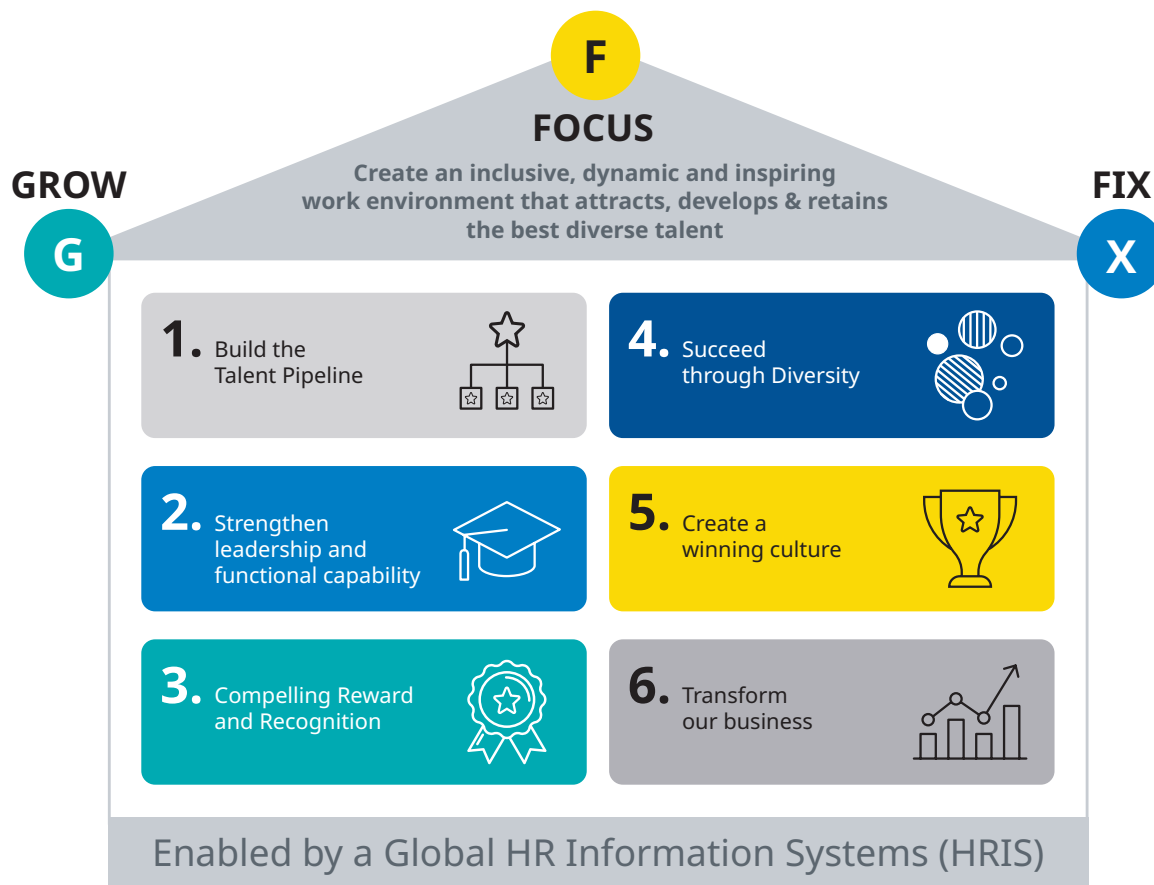 F
FOCUS
Create an inclusive, dynamic and inspiring
work environment that attracts, develops & retains
the best diverse talent
GROW
G
FIX
X
1. Build the
Talent Pipeline
2. Strengthen
leadership and
functional capability
3. Compelling Reward
and Recognition
4. Succeed
through Diversity
5. Create a
winning culture
6. Transform
our business
Enabled by a Global HR Information Systems (HRIS)